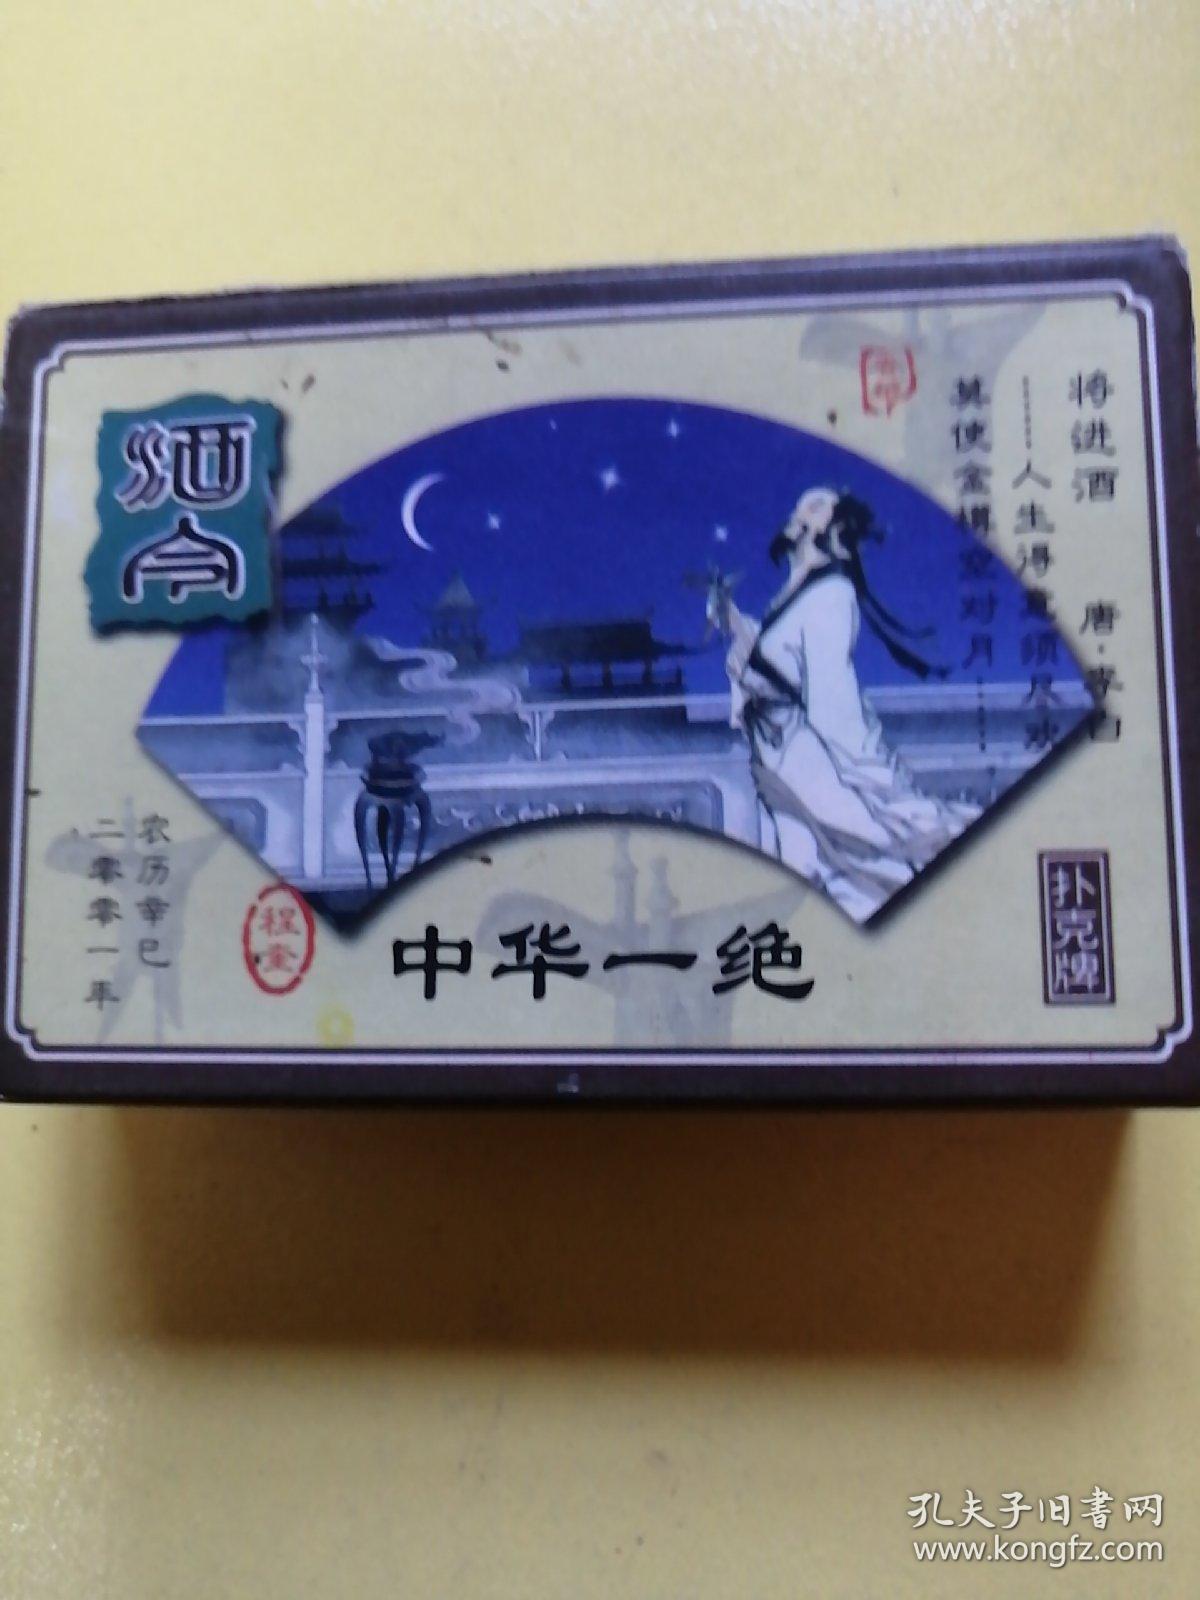 将进酒 唐·李白
……人生得意须尽欢
莫使金樽空对月……
酒令
中华一绝
扑克牌
农历辛巳
二零零一年
程奎
孔夫子旧书网
www.kongfz.com